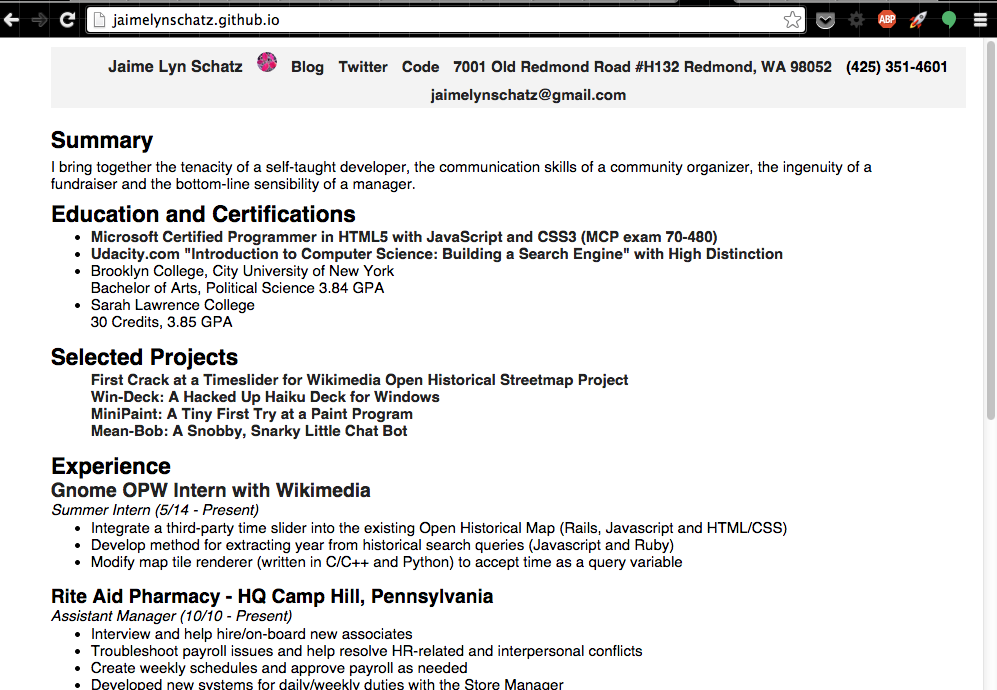 jaimelynschatz.github.io
ABP
Jaime Lyn Schatz Blog Twitter Code 7001 Old Redmond Road #H132 Redmond, WA 98052 (425) 351-4601
jaimelynschatz@gmail.com
Summary
I bring together the tenacity of a self-taught developer, the communication skills of a community organizer, the ingenuity of a
fundraiser and the bottom-line sensibility of a manager.
Education and Certifications
• Microsoft Certified Programmer in HTML5 with JavaScript and CSS3 (MCP exam 70-480)
• Udacity.com "Introduction to Computer Science: Building a Search Engine" with High Distinction
• Brooklyn College, City University of New York
Bachelor of Arts, Political Science 3.84 GPA
• Sarah Lawrence College
30 Credits, 3.85 GPA
Selected Projects
First Crack at a Timeslider for Wikimedia Open Historical Streetmap Project
Win-Deck: A Hacked Up Haiku Deck for Windows
MiniPaint: A Tiny First Try at a Paint Program
Mean-Bob: A Snobby, Snarky Little Chat Bot
Experience
Gnome OPW Intern with Wikimedia
Summer Intern (5/14 - Present)
• Integrate a third-party time slider into the existing Open Historical Map (Rails, Javascript and HTML/CSS)
• Develop method for extracting year from historical search queries (Javascript and Ruby)
• Modify map tile renderer (written in C/C++ and Python) to accept time as a query variable
Rite Aid Pharmacy - HQ Camp Hill, Pennsylvania
Assistant Manager (10/10 - Present)
• Interview and help hire/on-board new associates
• Troubleshoot payroll issues and help resolve HR-related and interpersonal conflicts
• Create weekly schedules and approve payroll as needed
• Developed new systems for daily/weekly duties with the Store Manager